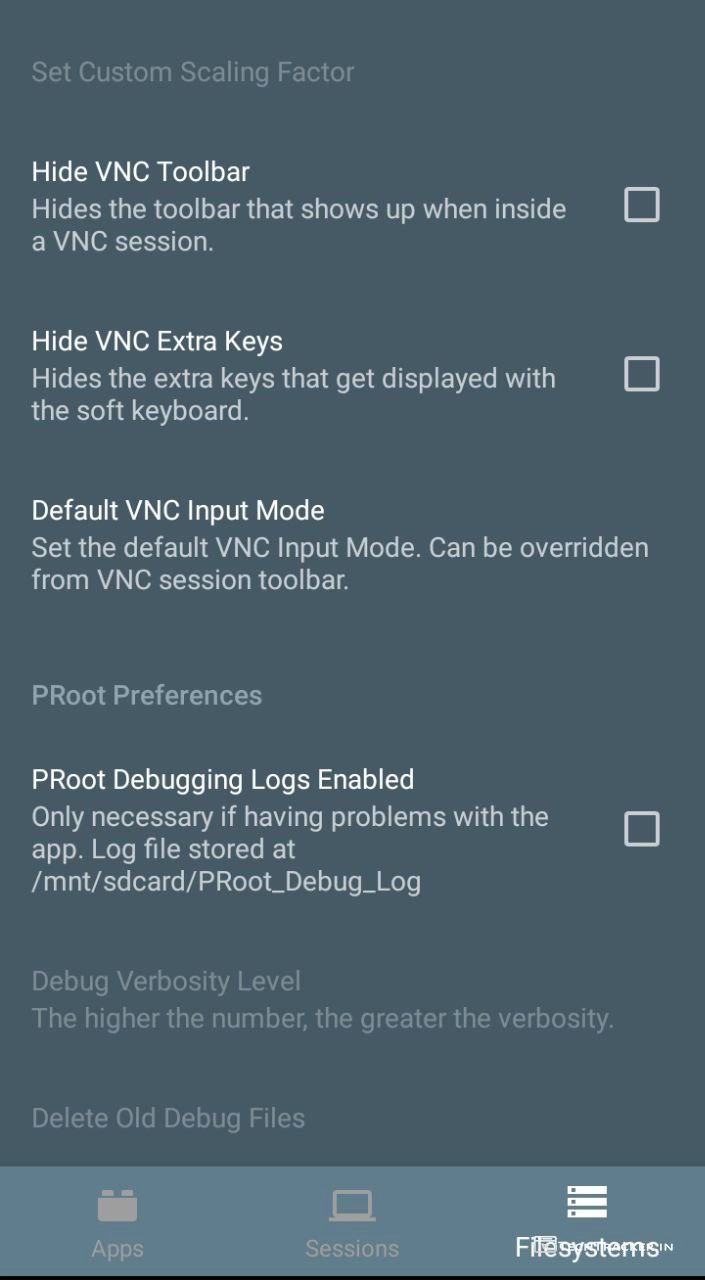 Set Custom Scaling Factor
Hide VNC Toolbar
Hides the toolbar that shows up when inside
a VNC session.
Hide VNC Extra Keys
Hides the extra keys that get displayed with
the soft keyboard.
Default VNC Input Mode
Set the default VNC Input Mode. Can be overridden
from VNC session toolbar.
PRoot Preferences
PRoot Debugging Logs Enabled
Only necessary if having problems with the
app. Log file stored at
/mnt/sdcard/PRoot_Debug_Log
Debug Verbosity Level
The higher the number, the greater the verbosity.
Delete Old Debug Files
Apps
Sessions
Filesystems
TECHTRACKER.IN